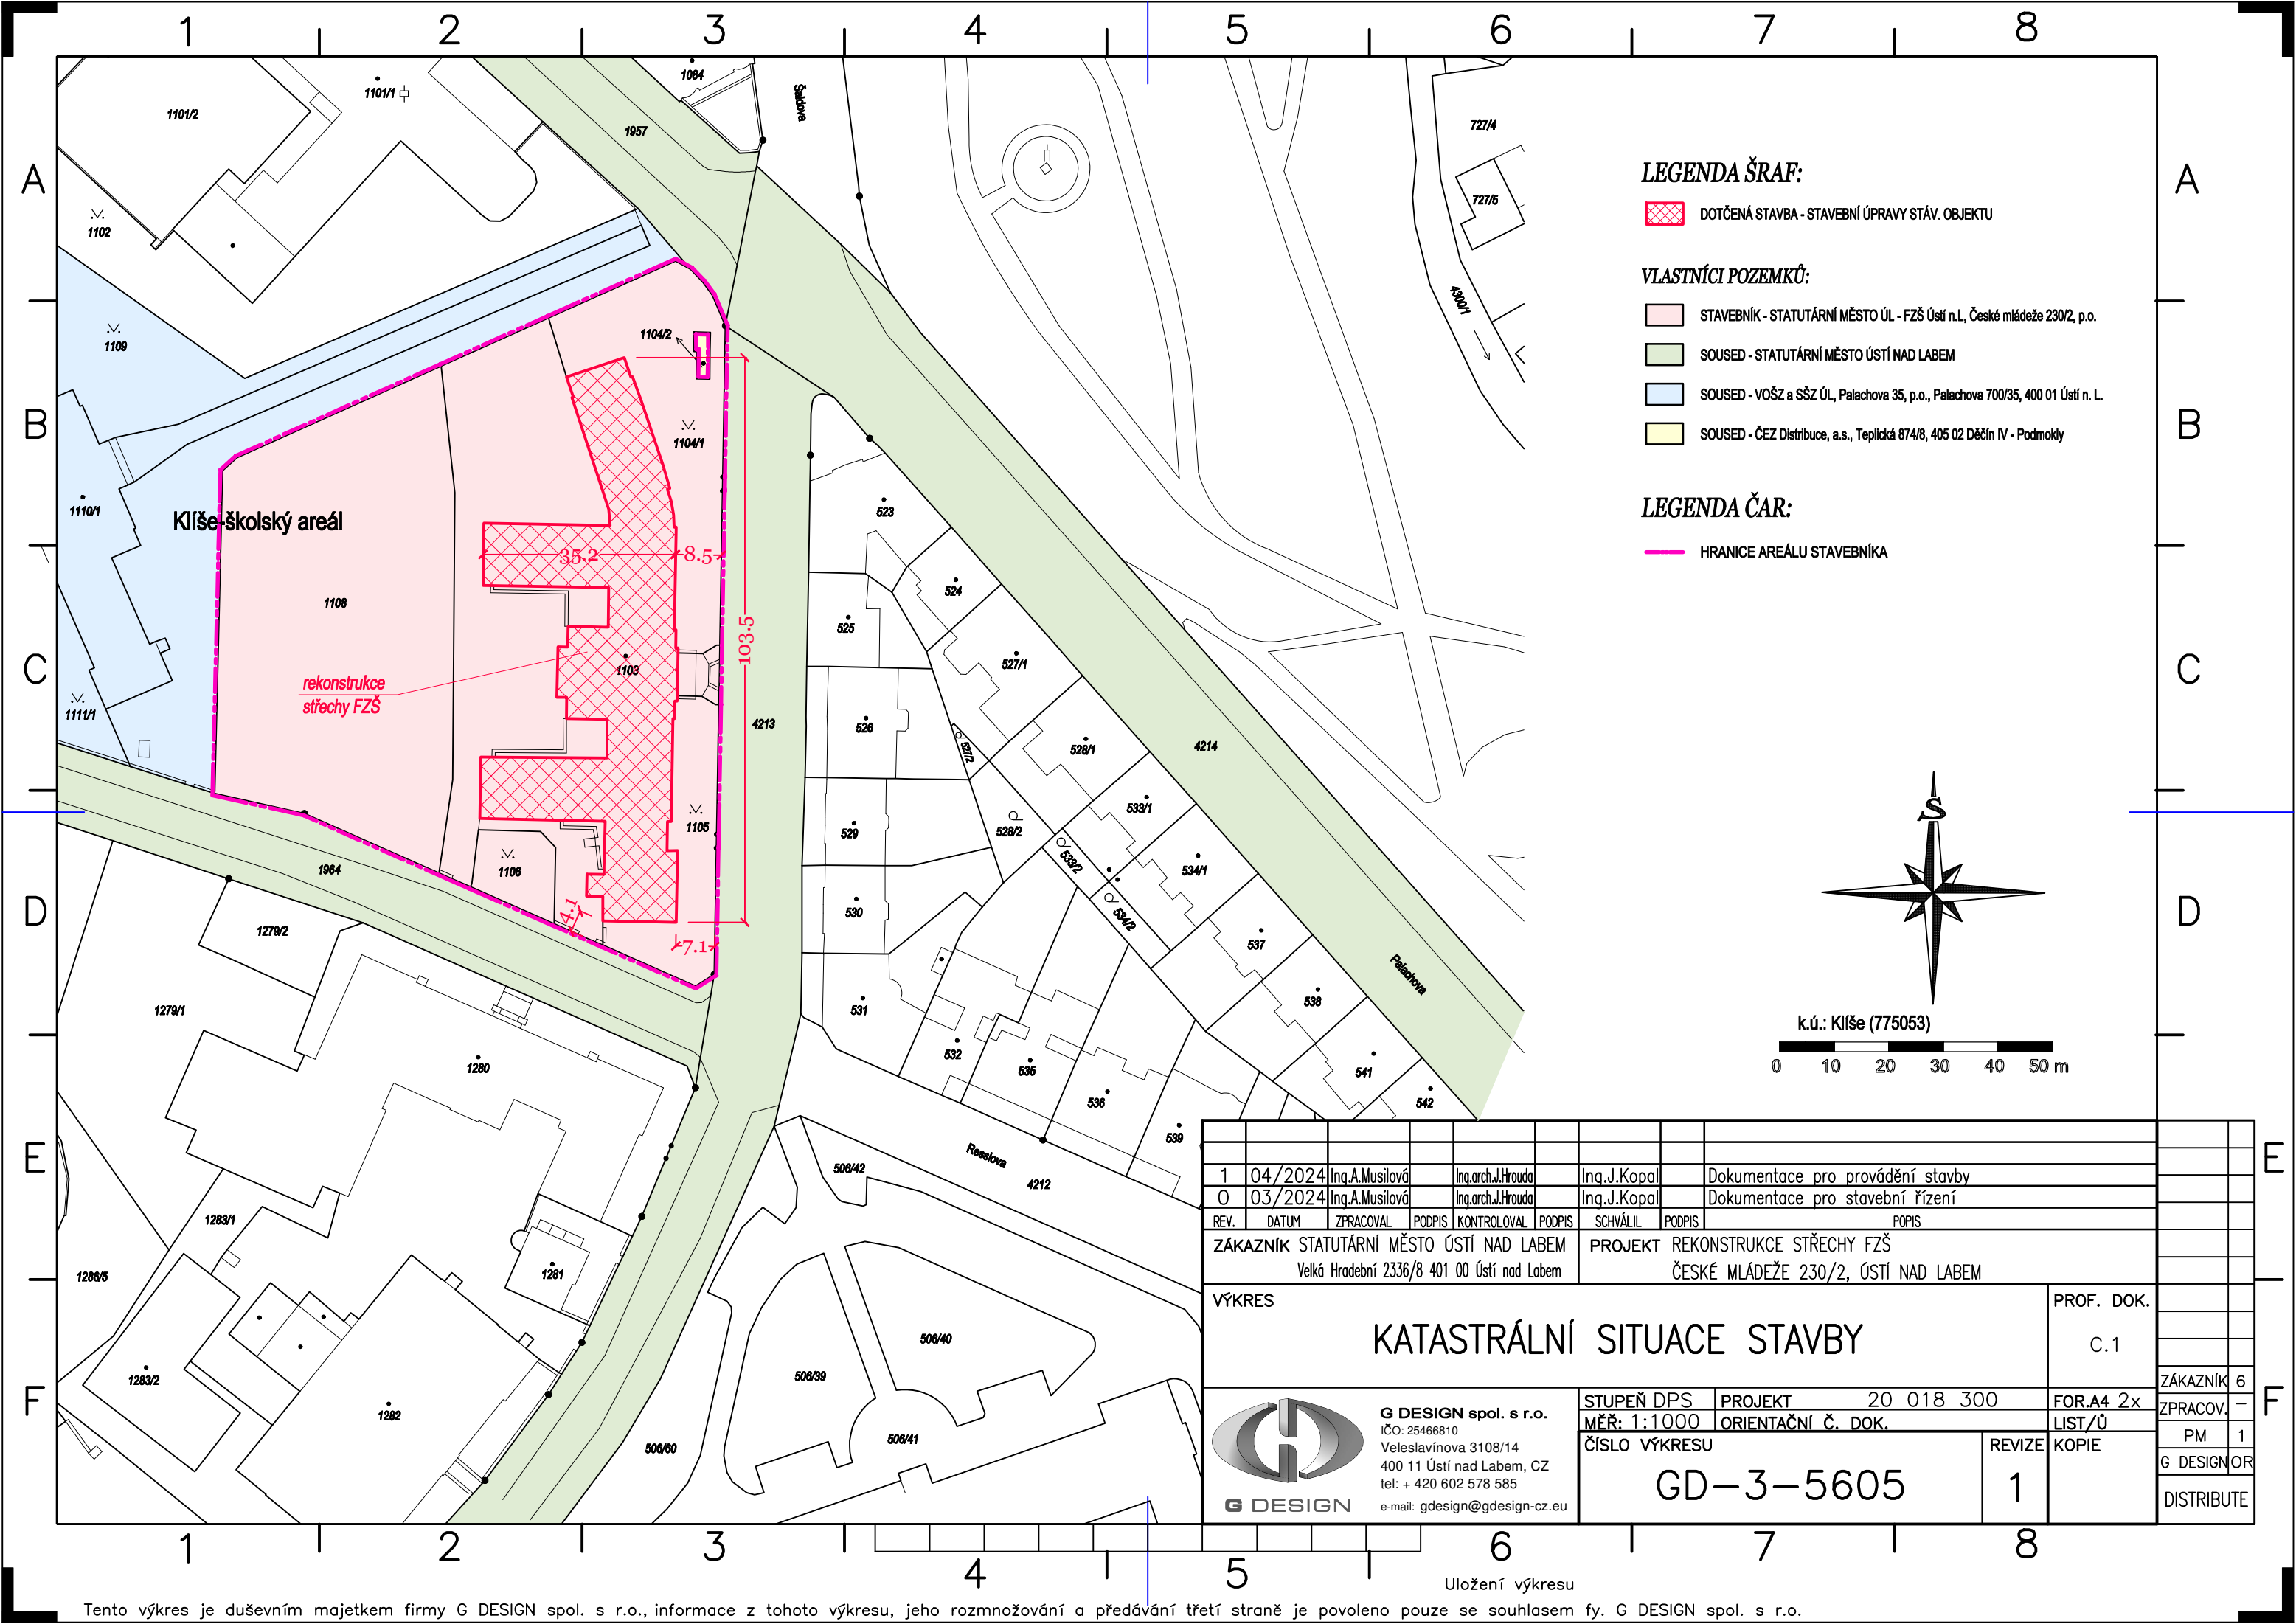 1 2 3 4 5 6 7 8
A
B
C
D
E
F
A
B
C
D
E
F
1101/2
1101/1
1084
Šaldova
1957
1102
727/4
727/5
4300/1
1109
1104/2
1104/1
1110/1
Klíše-školský areál
35.2
8.5
1108
103.5
rekonstrukce
střechy FZŠ
1103
1111/1
4213
1105
1106
1964
4.1
7.1
523
524
525
527/1
526
527/2
528/1
4214
529
528/2
533/1
533/2
534/1
534/2
530
537
Palachova
538
531
532
535
536
541
542
539
1279/2
1279/1
1280
Resslova
4212
506/42
1283/1
1281
1286/5
506/40
506/39
1283/2
1282
506/41
506/60
LEGENDA ŠRAF:
DOTČENÁ STAVBA - STAVEBNÍ ÚPRAVY STÁV. OBJEKTU
VLASTNÍCI POZEMKŮ:
STAVEBNÍK - STATUTÁRNÍ MĚSTO ÚL - FZŠ Ústí n.L, České mládeže 230/2, p.o.
SOUSED - STATUTÁRNÍ MĚSTO ÚSTÍ NAD LABEM
SOUSED - VOŠZ a SŠZ ÚL, Palachova 35, p.o., Palachova 700/35, 400 01 Ústí n. L.
SOUSED - ČEZ Distribuce, a.s., Teplická 874/8, 405 02 Děčín IV - Podmokly
LEGENDA ČAR:
HRANICE AREÁLU STAVEBNÍKA
S
k.ú.: Klíše (775053)
0 10 20 30 40 50 m
1 04/2024 Ing.A.Musilová Ing.arch.J.Hrouda Ing.J.Kopal Dokumentace pro provádění stavby
0 03/2024 Ing.A.Musilová Ing.arch.J.Hrouda Ing.J.Kopal Dokumentace pro stavební řízení
REV. DATUM ZPRACOVAL PODPIS KONTROLOVAL PODPIS SCHVÁLIL PODPIS POPIS
ZÁKAZNÍK STATUTÁRNÍ MĚSTO ÚSTÍ NAD LABEM
Velká Hradební 2336/8 401 00 Ústí nad Labem
PROJEKT REKONSTRUKCE STŘECHY FZŠ
ČESKÉ MLÁDEŽE 230/2, ÚSTÍ NAD LABEM
VÝKRES
KATASTRÁLNÍ SITUACE STAVBY
PROF. DOK.
C.1
G DESIGN
G DESIGN spol. s r.o.
IČO: 25466810
Veleslavínova 3108/14
400 11 Ústí nad Labem, CZ
tel: + 420 602 578 585
e-mail: gdesign@gdesign-cz.eu
STUPEŇ DPS PROJEKT 20 018 300 FOR.A4 2x
MĚŘ: 1:1000 ORIENTAČNÍ Č. DOK. LIST/Ů
ČÍSLO VÝKRESU REVIZE KOPIE
GD-3-5605 1
ZÁKAZNÍK 6
ZPRACOV. -
PM 1
G DESIGN OR
DISTRIBUTE
1 2 3 4 5 6 7 8
Uložení výkresu
Tento výkres je duševním majetkem firmy G DESIGN spol. s r.o., informace z tohoto výkresu, jeho rozmnožování a předávání třetí straně je povoleno pouze se souhlasem fy. G DESIGN spol. s r.o.